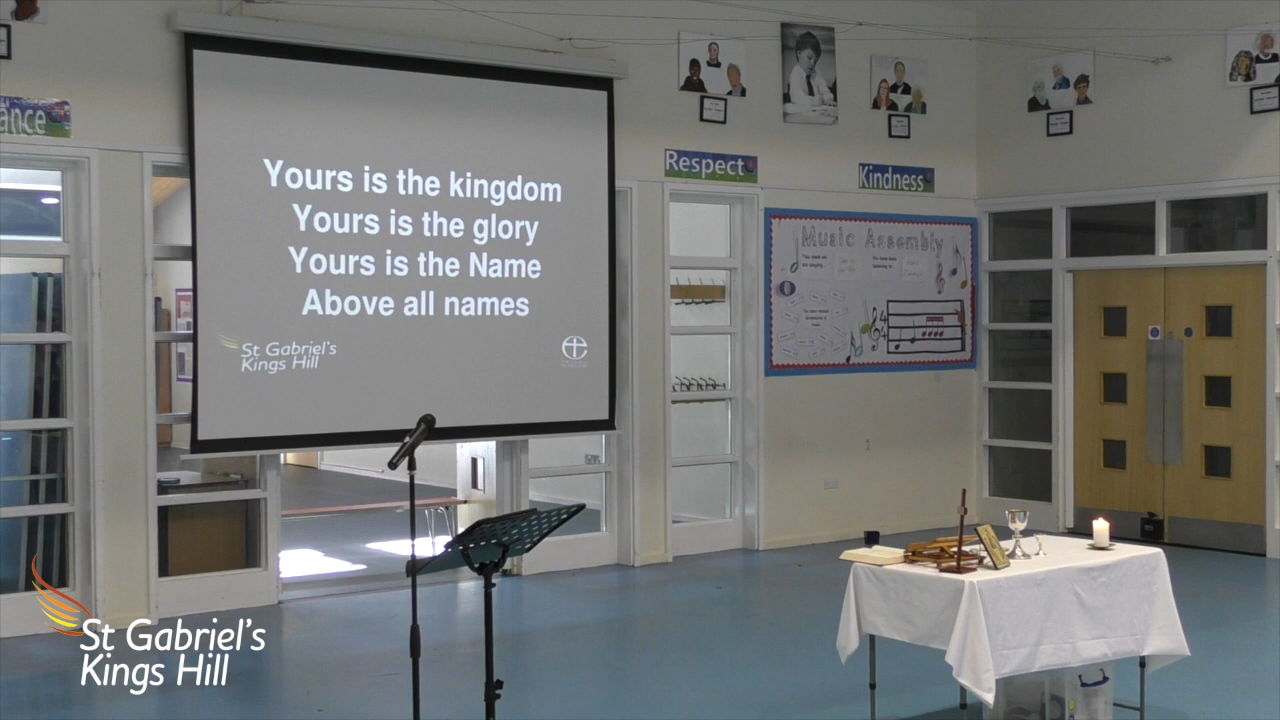 ance
Yours is the kingdom
Yours is the glory
Yours is the Name
Above all names
St Gabriel's
Kings Hill
Respect
Kindness
Music Assembly
St Gabriel's
Kings Hill